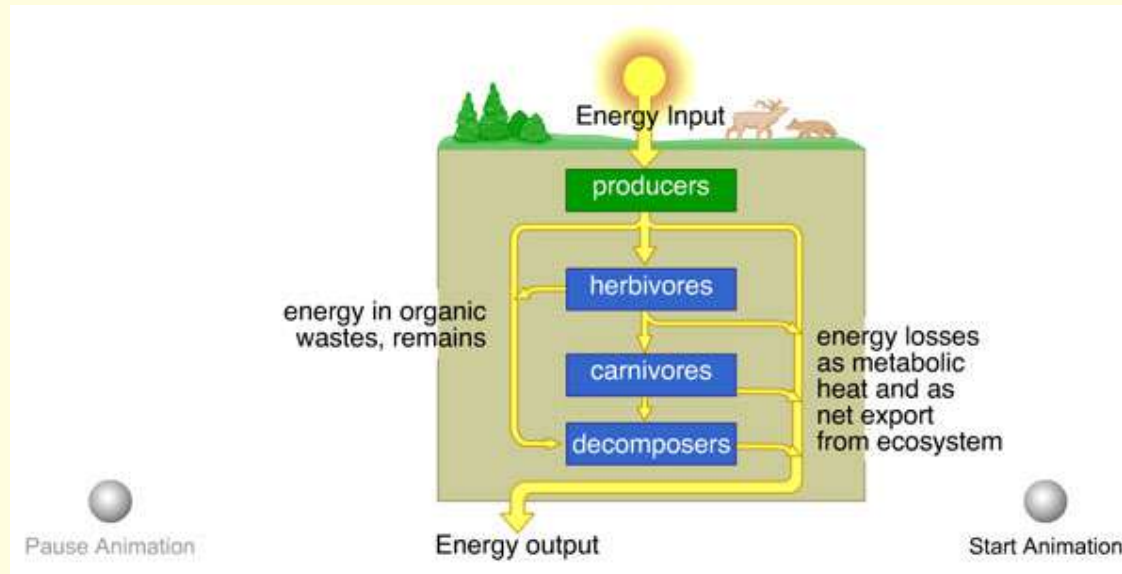 Energy Input
producers
herbivores
energy in organic
wastes, remains
carnivores
energy losses
as metabolic
heat and as
net export
from ecosystem
decomposers
Energy output
Pause Animation
Start Animation